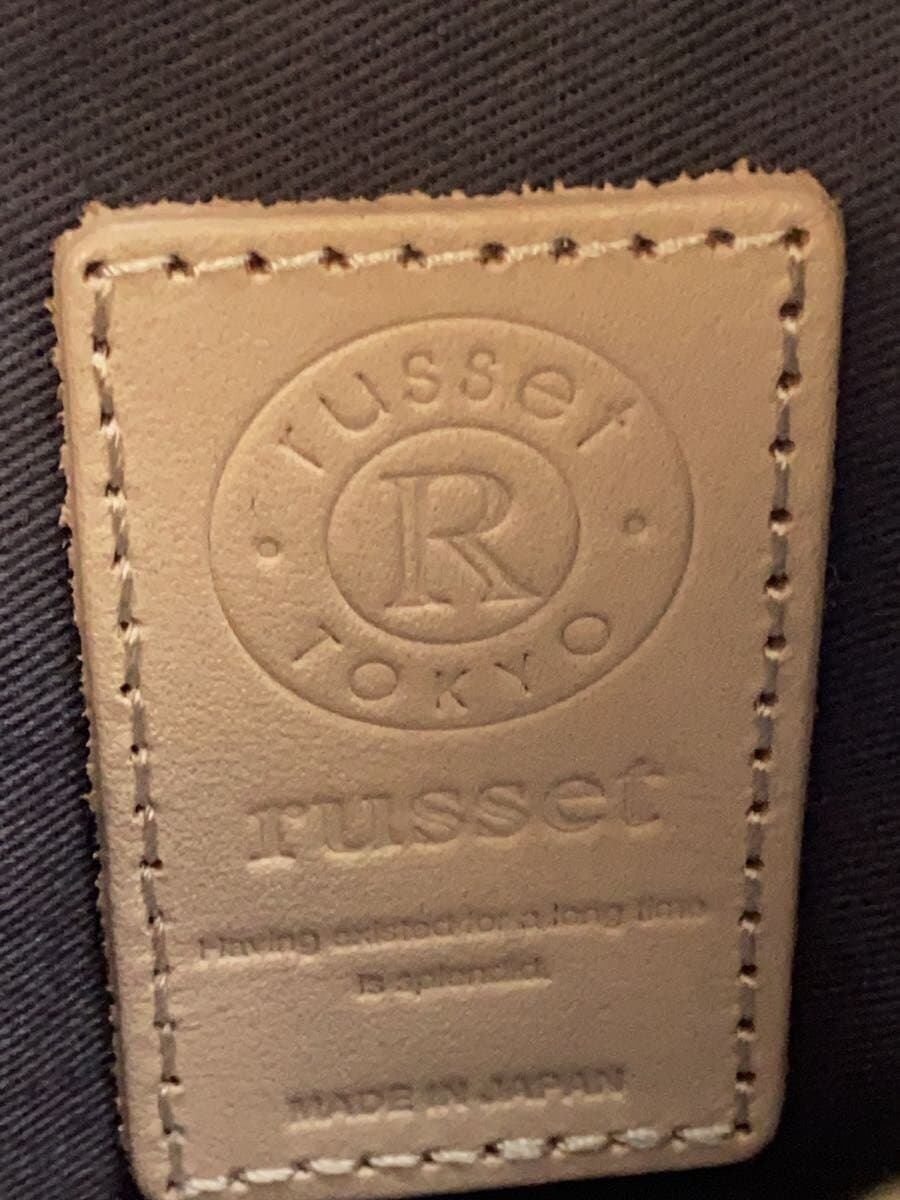 russet
R
TOKYO
russet
Having existed for a long time
is splendid.
MADE IN JAPAN